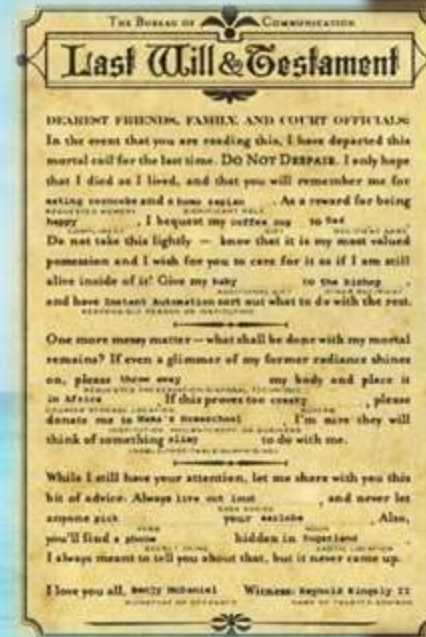 THE BUREAU OF COMMUNICATION
Last Will & Testament
DEAREST FRIENDS, FAMILY, AND COURT OFFICIALS:
In the event that you are reading this, I have departed this
mortal coil for the last time. DO NOT DESPAIR. I only hope
that I died as I lived, and that you will remember me for
eating corncobs and a homo sapien . As a reward for being
happy , I bequest my coffee cup to Dad .
Do not take this lightly — know that it is my most valued
possession and I wish for you to care for it as if I am still
alive inside of it! Give my baby to the bishop ,
and have Instant Automation sort out what to do with the rest.
One more messy matter — what shall be done with my mortal
remains? If even a glimmer of my former radiance shines
on, please throw away my body and place it
in Africa . If this proves too creaky , please
donate me to Mama's Homeschool . I'm sure they will
think of something slimy to do with me.
While I still have your attention, let me share with you this
bit of advice: Always live out loud , and never let
anyone pick your earlobe . Also,
you'll find a phone hidden in Sugarland .
I always meant to tell you about that, but it never came up.
I love you all, Benjy McDaniel Witness: Reynold Kingsly II